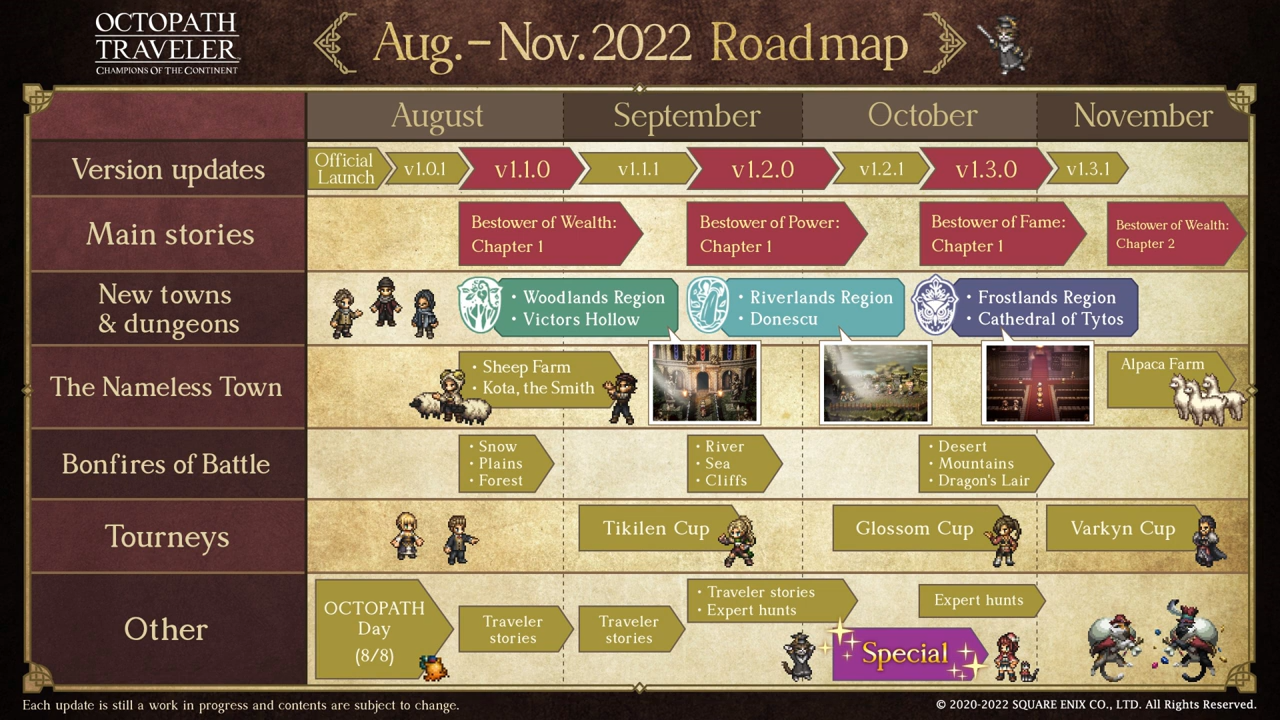 OCTOPATH
TRAVELER
CHAMPIONS OF THE CONTINENT
Aug. – Nov. 2022 Roadmap
August
September
October
November
Version updates
Official
Launch
v1.0.1
v1.1.0
v1.1.1
v1.2.0
v1.2.1
v1.3.0
v1.3.1
Main stories
Bestower of Wealth:
Chapter 1
Bestower of Power:
Chapter 1
Bestower of Fame:
Chapter 1
Bestower of Wealth:
Chapter 2
New towns
& dungeons
• Woodlands Region
• Victors Hollow
• Riverlands Region
• Donescu
• Frostlands Region
• Cathedral of Tytos
The Nameless Town
• Sheep Farm
• Kota, the Smith
Alpaca Farm
Bonfires of Battle
• Snow
• Plains
• Forest
• River
• Sea
• Cliffs
• Desert
• Mountains
• Dragon's Lair
Tourneys
Tikilen Cup
Glossom Cup
Varkyn Cup
Other
OCTOPATH
Day
(8/8)
Traveler
stories
Traveler
stories
• Traveler stories
• Expert hunts
Expert hunts
Special
Each update is still a work in progress and contents are subject to change.
© 2020-2022 SQUARE ENIX CO., LTD. All Rights Reserved.